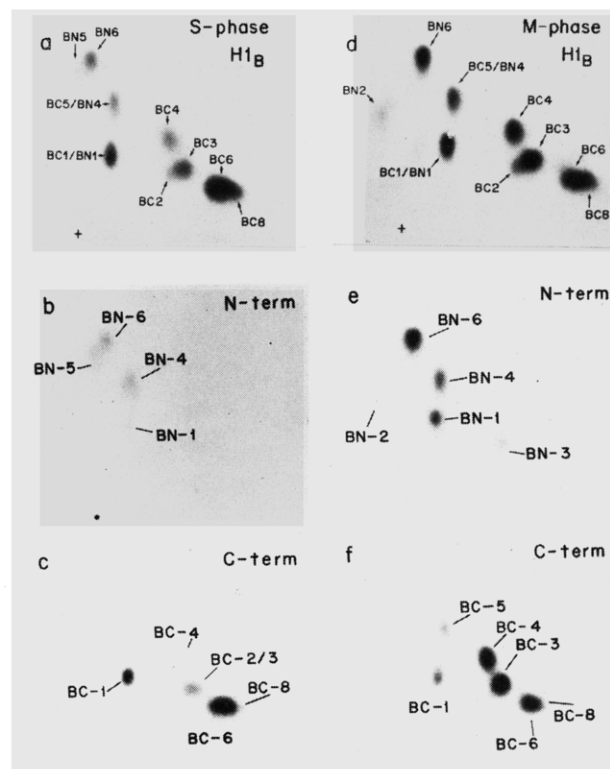 a
S-phase
H1B
BN5
BN6
BC5/BN4
BC4
BC1/BN1
BC3
BC6
BC2
BC8
+
d
M-phase
H1B
BN6
BC5/BN4
BN2
BC4
BC3
BC6
BC1/BN1
BC2
BC8
+
b
N-term
BN-6
BN-5
BN-4
BN-1
e
N-term
BN-6
BN-4
BN-1
BN-2
BN-3
c
C-term
BC-4
BC-2/3
BC-1
BC-8
BC-6
f
C-term
BC-5
BC-4
BC-3
BC-1
BC-8
BC-6